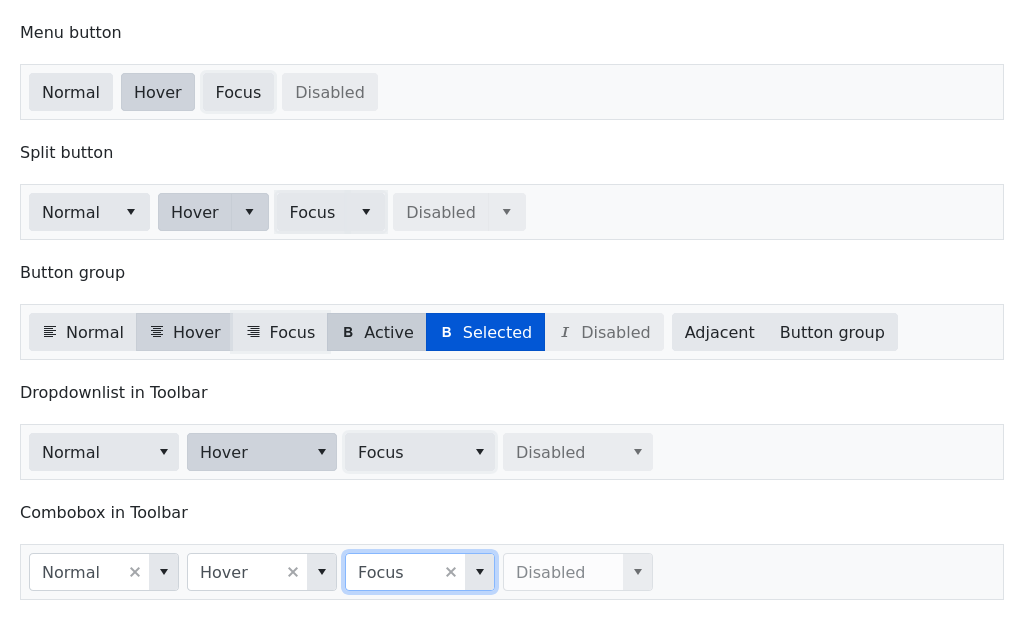 Menu button
Normal Hover Focus Disabled
Split button
Normal Hover Focus Disabled
Button group
Normal Hover Focus B Active B Selected I Disabled Adjacent Button group
Dropdownlist in Toolbar
Normal Hover Focus Disabled
Combobox in Toolbar
Normal Hover Focus Disabled